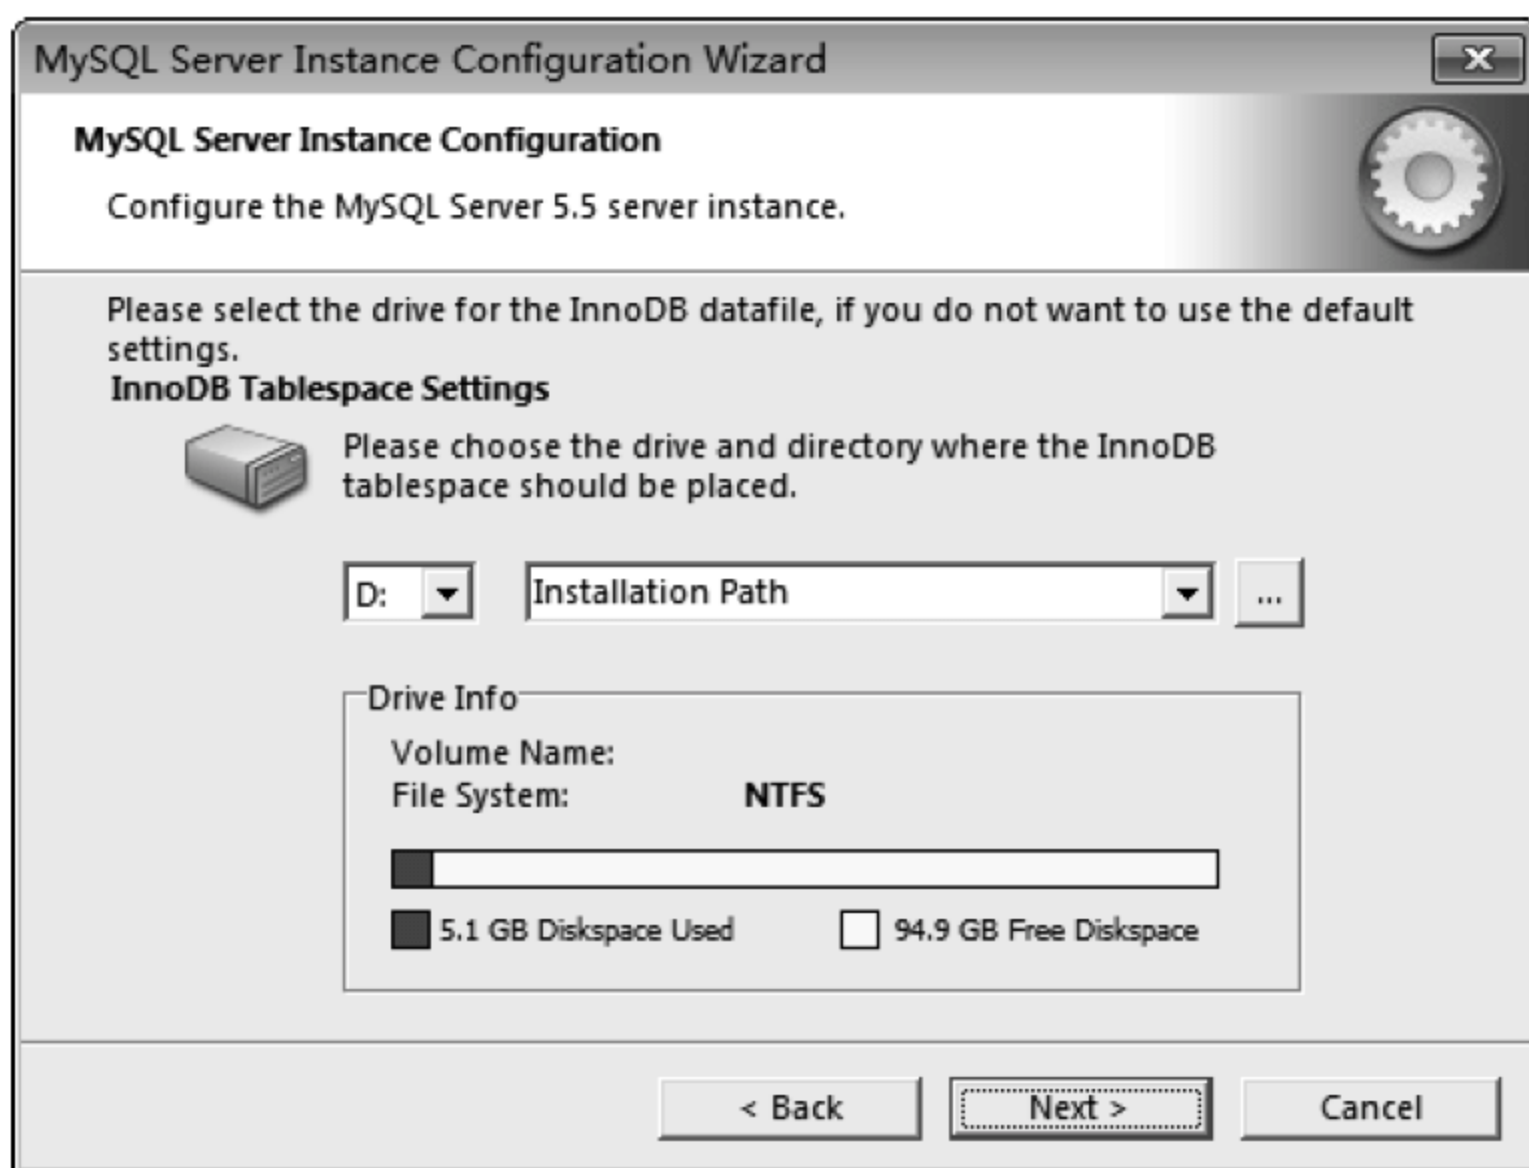 MySQL Server Instance Configuration Wizard
MySQL Server Instance Configuration
Configure the MySQL Server 5.5 server instance.
Please select the drive for the InnoDB datafile, if you do not want to use the default
settings.
InnoDB Tablespace Settings
Please choose the drive and directory where the InnoDB
tablespace should be placed.
D: Installation Path ...
Drive Info
Volume Name:
File System: NTFS
5.1 GB Diskspace Used 94.9 GB Free Diskspace
< Back Next > Cancel